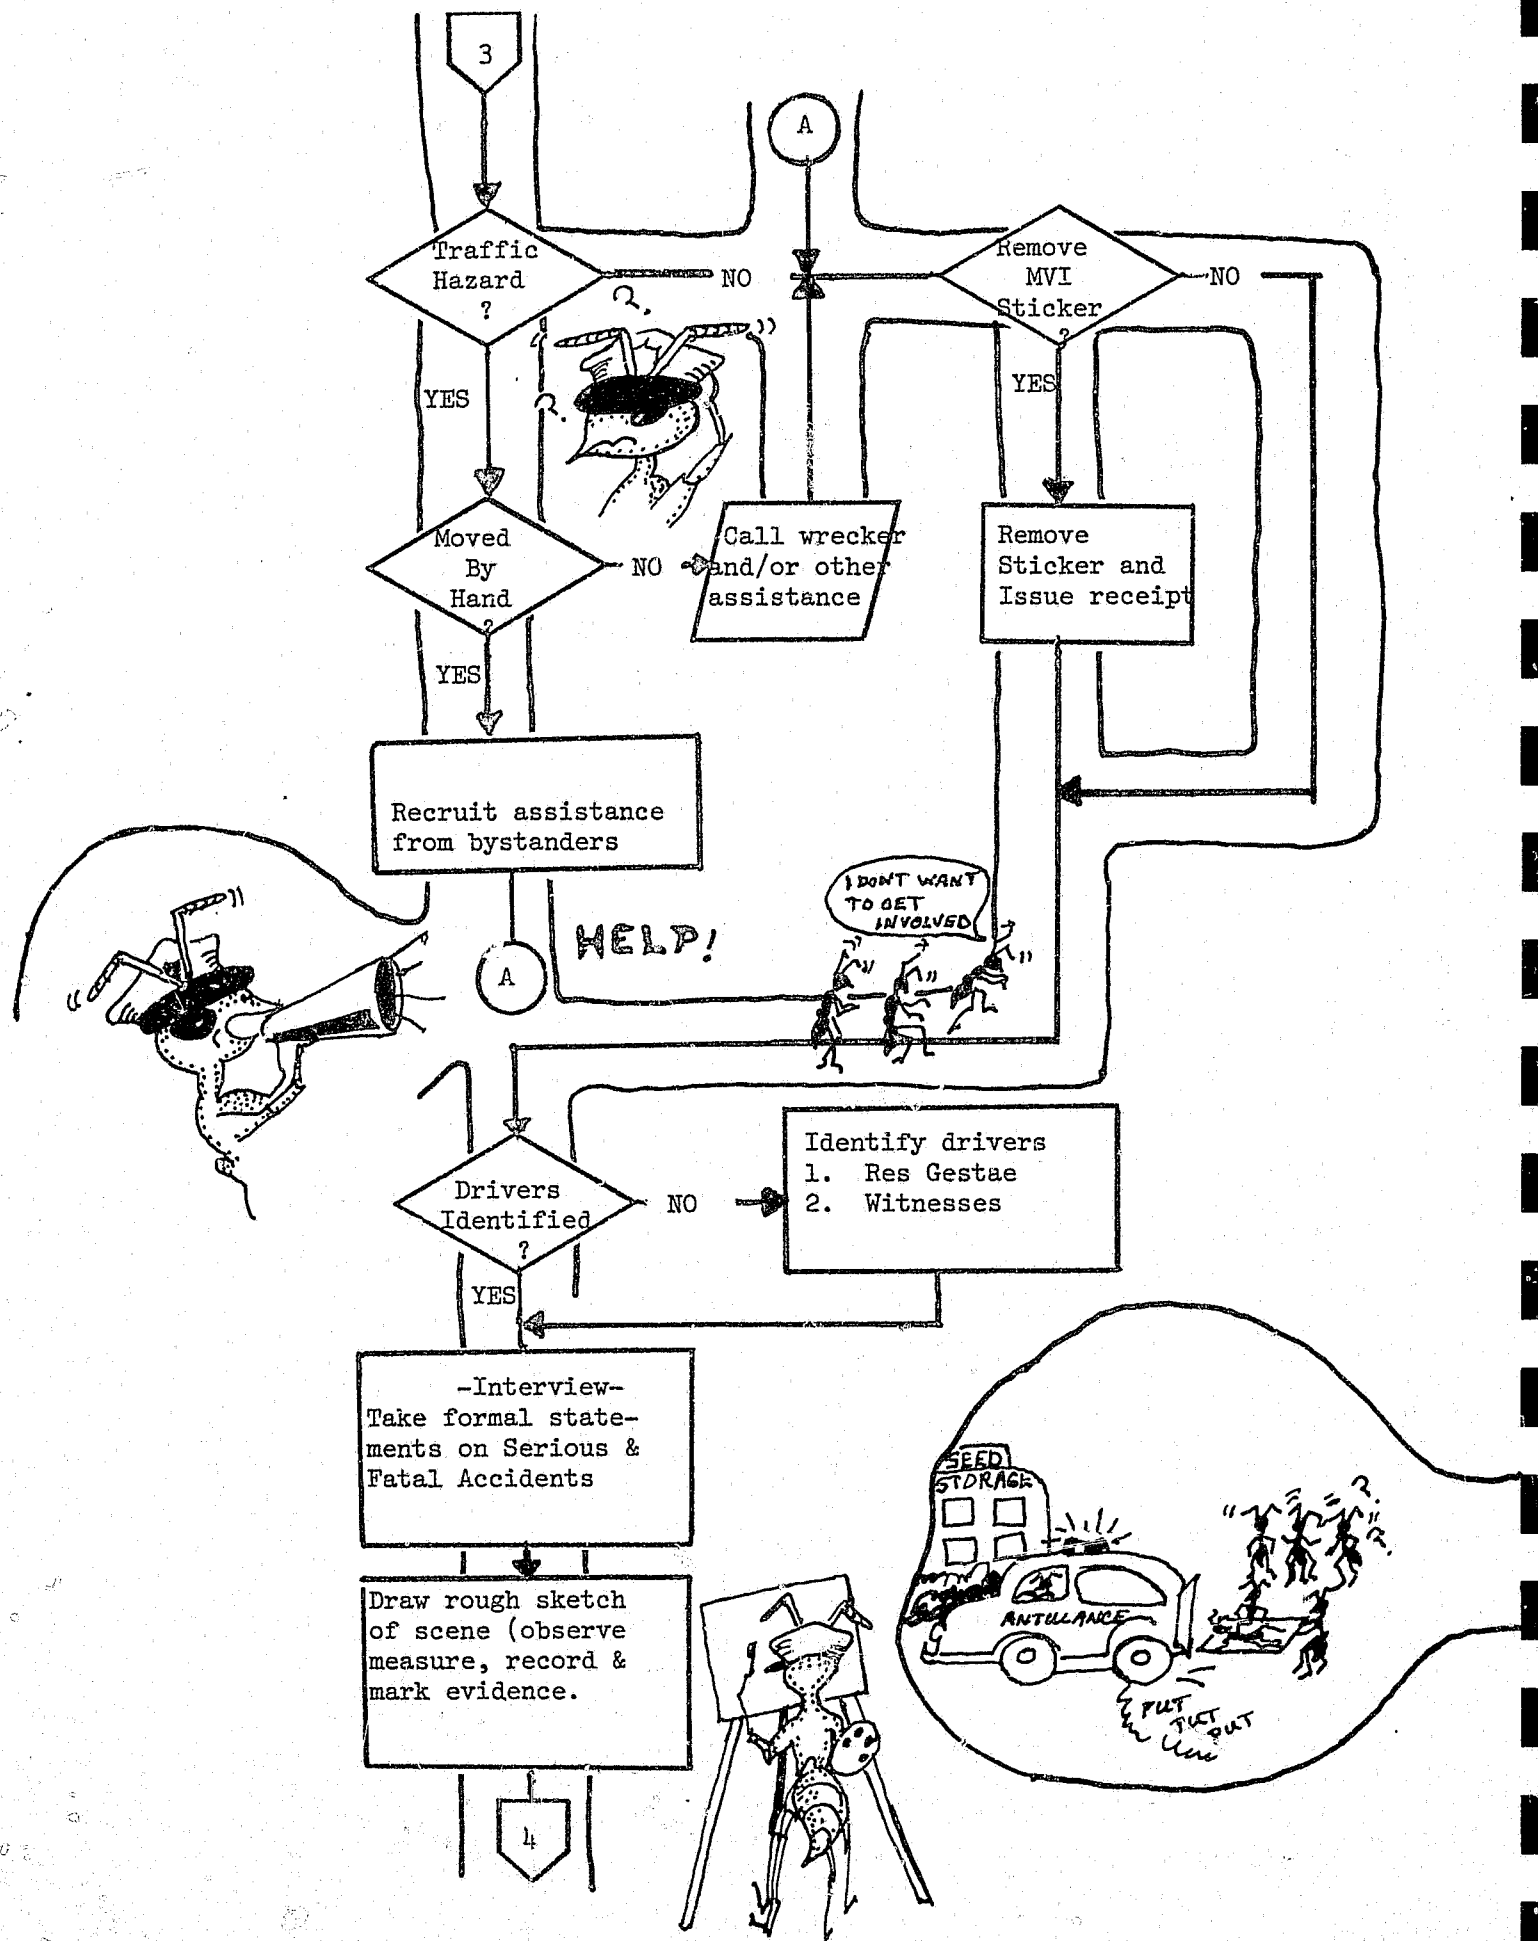 3
A
Traffic
Hazard
?
NO
Remove
MVI
Sticker
?
NO
?.
?.
YES
YES
Moved
By
Hand
?
NO
Call wrecker
and/or other
assistance
Remove
Sticker and
Issue receipt
YES
Recruit assistance
from bystanders
I DON'T WANT
TO GET
INVOLVED
HELP!
A
Drivers
Identified
?
NO
Identify drivers
1. Res Gestae
2. Witnesses
YES
-Interview-
Take formal state-
ments on Serious &
Fatal Accidents
SEED
STORAGE
?.
?.
ANTULANCE
Draw rough sketch
of scene (observe
measure, record &
mark evidence.
PUT
PUT
PUT
4